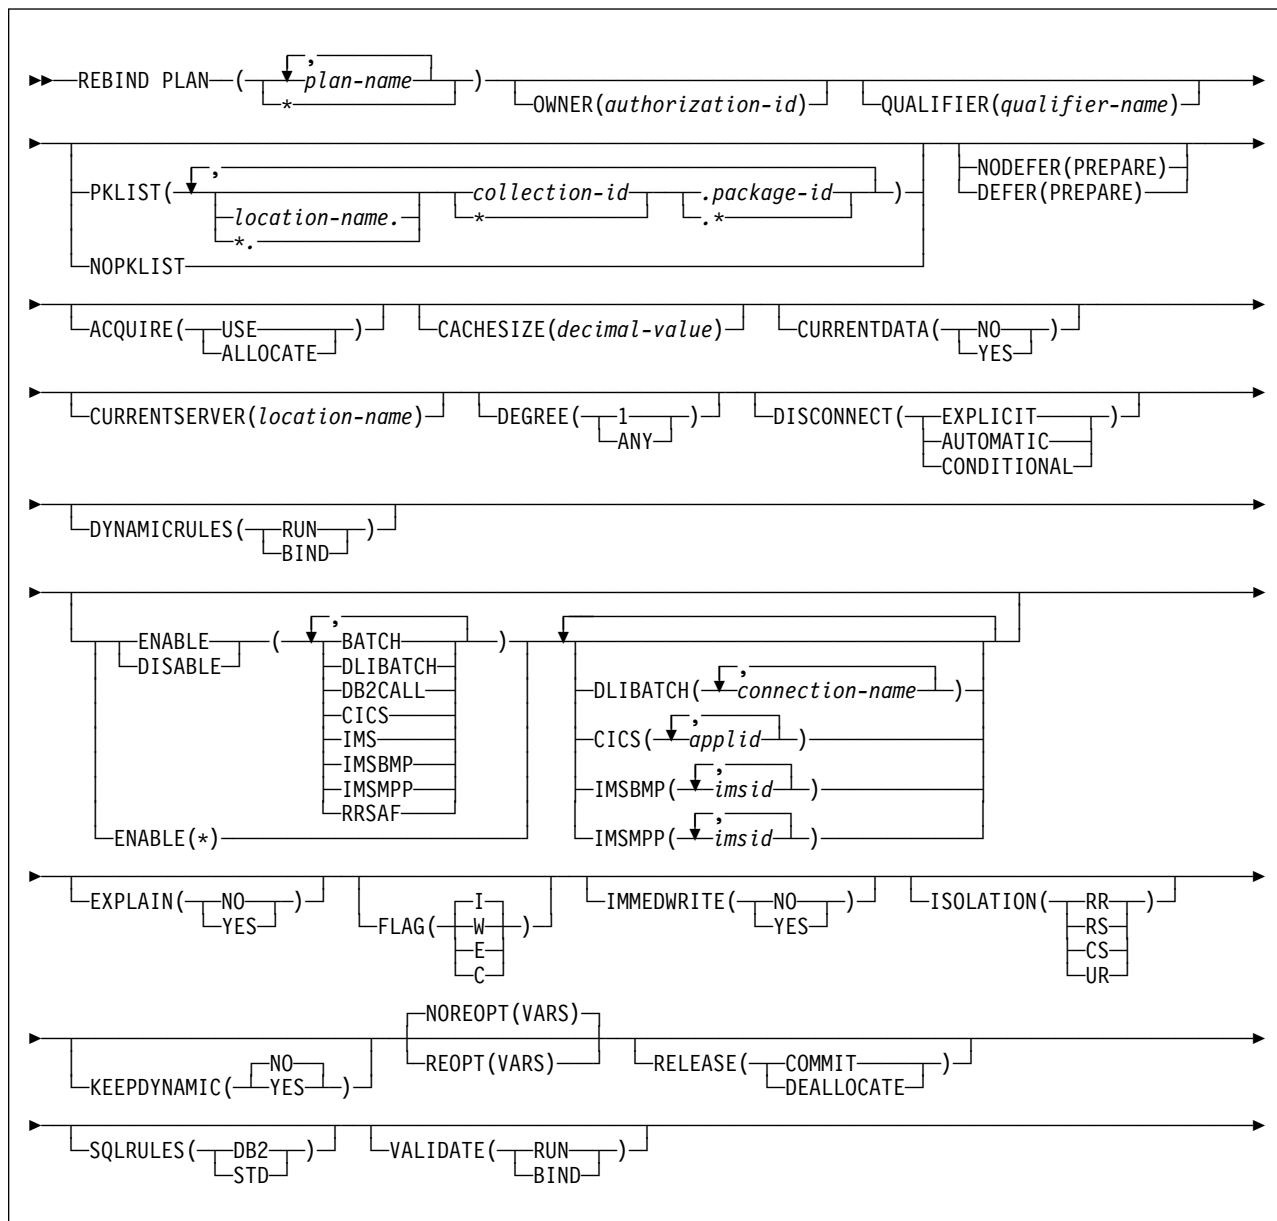 REBIND PLAN ( , plan-name * ) OWNER(authorization-id) QUALIFIER(qualifier-name)
PKLIST( , location-name. *. collection-id * .package-id .* ) NODEFER(PREPARE)
DEFER(PREPARE)
NOPKLIST
ACQUIRE( USE ) CACHESIZE(decimal-value) CURRENTDATA( NO )
ALLOCATE YES
CURRENTSERVER(location-name) DEGREE( 1 ) DISCONNECT( EXPLICIT )
ANY AUTOMATIC
CONDITIONAL
DYNAMICRULES( RUN )
BIND
ENABLE ( , BATCH )
DISABLE DLIBATCH
DB2CALL
CICS
IMS
IMSBMP
IMSMPP
RRSAF
ENABLE(*)
DLIBATCH( , connection-name )
CICS( , applid )
IMSBMP( , imsid )
IMSMPP( , imsid )
EXPLAIN( NO ) FLAG( I ) IMMEDWRITE( NO ) ISOLATION( RR )
YES W YES RS
E CS
C UR
NOREOPT(VARS)
KEEPDYNAMIC( NO ) REOPT(VARS) RELEASE( COMMIT )
YES DEALLOCATE
SQLRULES( DB2 ) VALIDATE( RUN )
STD BIND